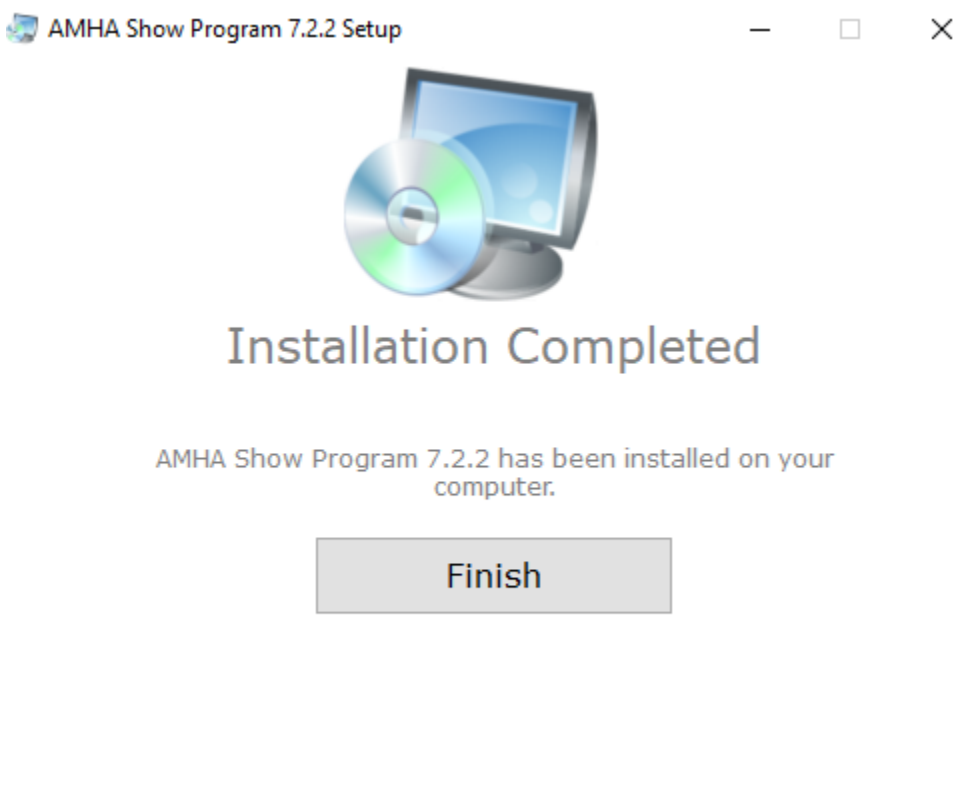 AMHA Show Program 7.2.2 Setup
Installation Completed
AMHA Show Program 7.2.2 has been installed on your
computer.
Finish